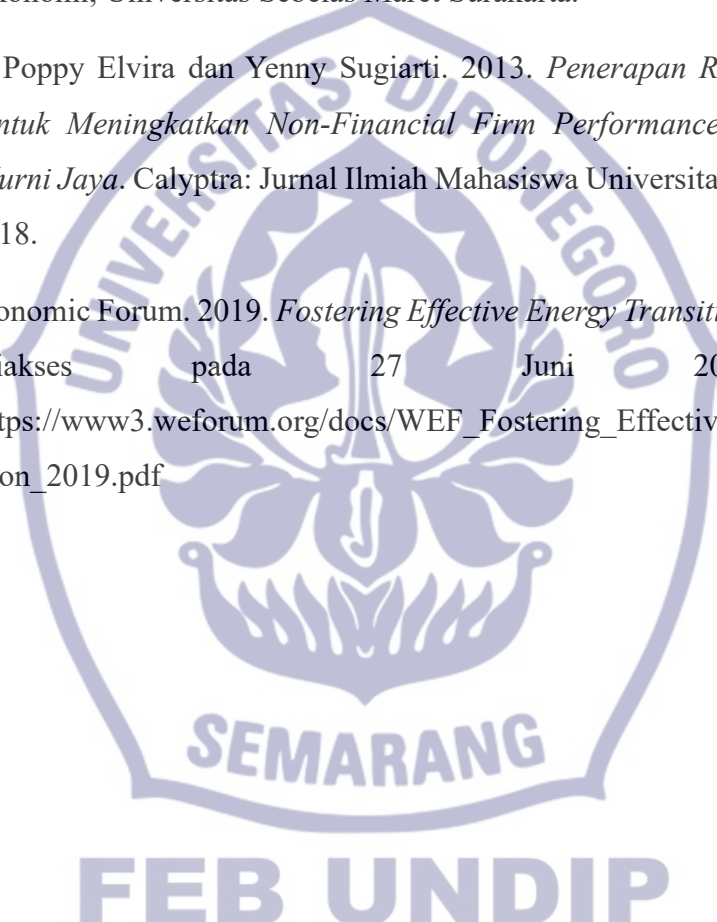 Universitas Sebelas Maret Surakarta.
Poppy Elvira dan Yenny Sugiarti. 2013. Penerapan R
ntuk Meningkatkan Non-Financial Firm Performance
urni Jaya. Calyptra: Jurnal Ilmiah Mahasiswa Universita
18.
onomic Forum. 2019. Fostering Effective Energy Transiti
iakses pada 27 Juni 20
tps://www3.weforum.org/docs/WEF_Fostering_Effectiv
on_2019.pdf
UNIVERSITAS DIPONEGORO
SEMARANG
FEB UNDIP